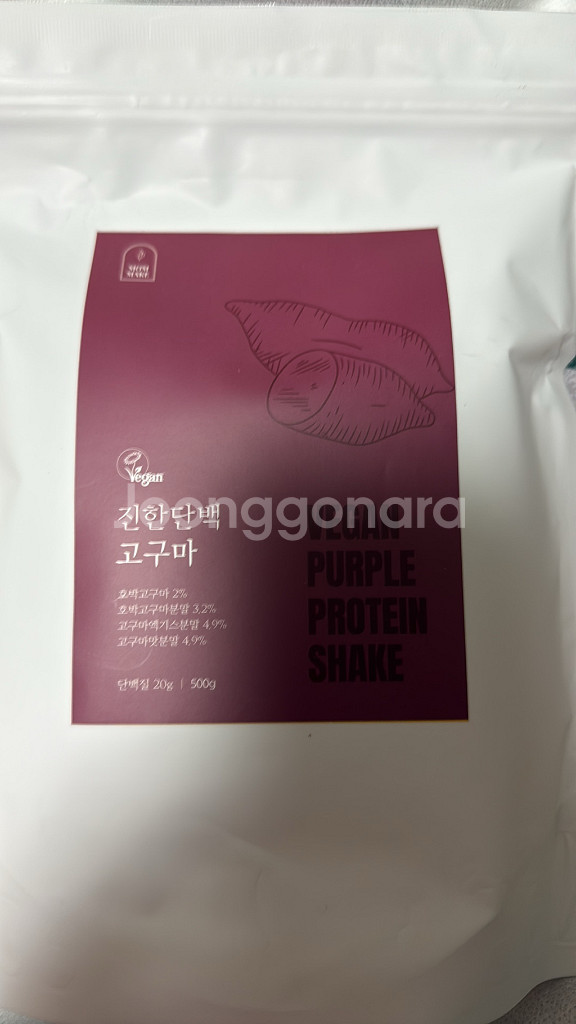 Vegan
진한단백
고구마
호박고구마 2%
호박고구마분말 3.2%
고구마엑기스분말 4.9%
고구마맛분말 4.9%
단백질 20g | 500g
VEGAN
PURPLE
PROTEIN
SHAKE
joonggonara